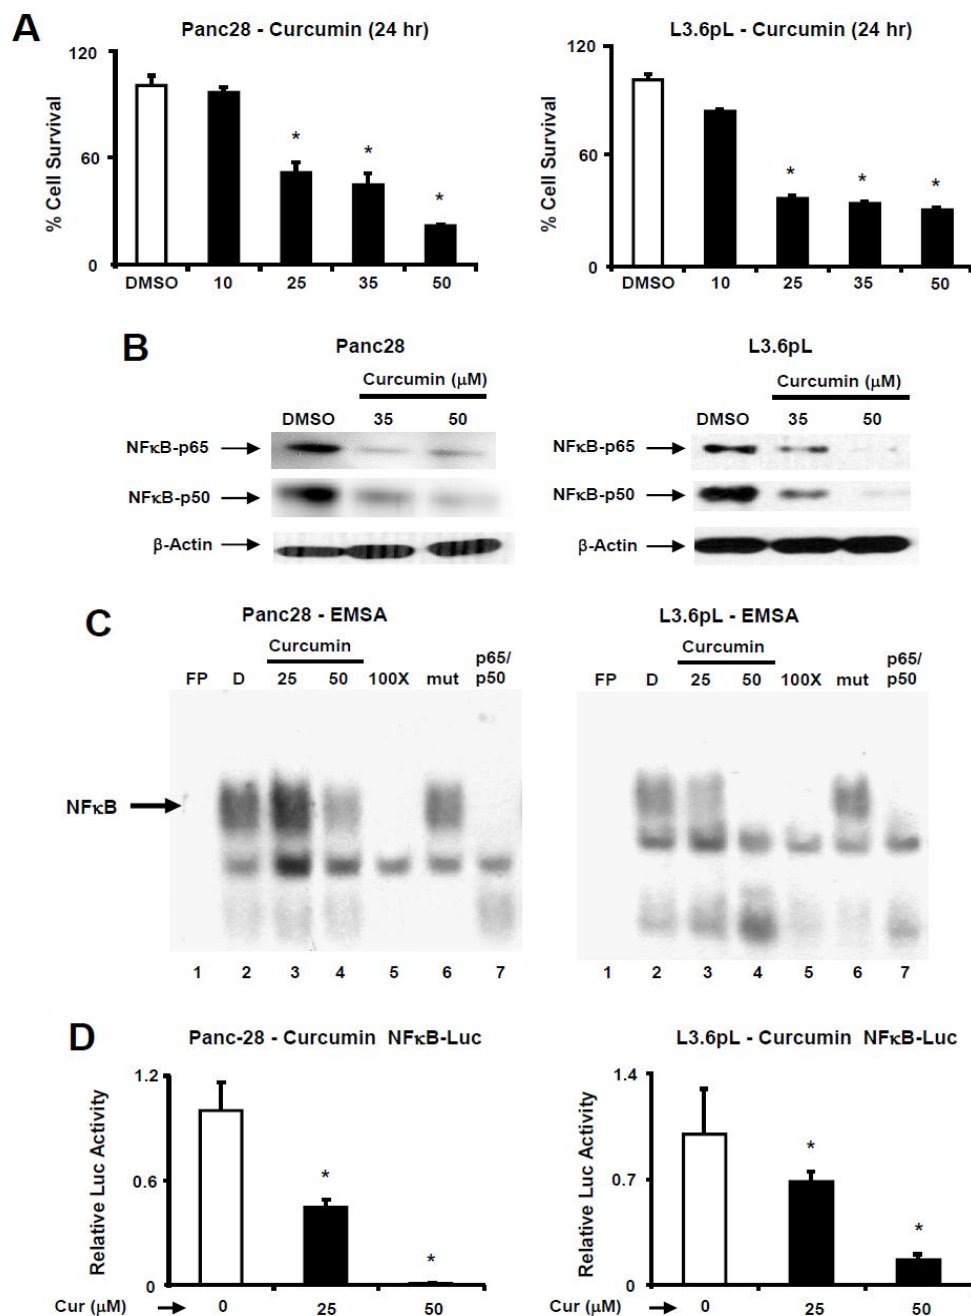 A
Panc28 - Curcumin (24 hr)
% Cell Survival
120
60
0
DMSO 10 25 35 50
* * *
L3.6pL - Curcumin (24 hr)
% Cell Survival
120
60
0
DMSO 10 25 35 50
* * *
B
Panc28
Curcumin (μM)
DMSO 35 50
NFκB-p65
NFκB-p50
β-Actin
L3.6pL
Curcumin (μM)
DMSO 35 50
NFκB-p65
NFκB-p50
β-Actin
C
Panc28 - EMSA
Curcumin
FP D 25 50 100X mut p65/
p50
NFκB
1 2 3 4 5 6 7
L3.6pL - EMSA
Curcumin
FP D 25 50 100X mut p65/
p50
1 2 3 4 5 6 7
D
Panc-28 - Curcumin NFκB-Luc
Relative Luc Activity
1.2
0.6
0
* *
Cur (μM) 0 25 50
L3.6pL - Curcumin NFκB-Luc
Relative Luc Activity
1.4
0.7
0
* *
Cur (μM) 0 25 50